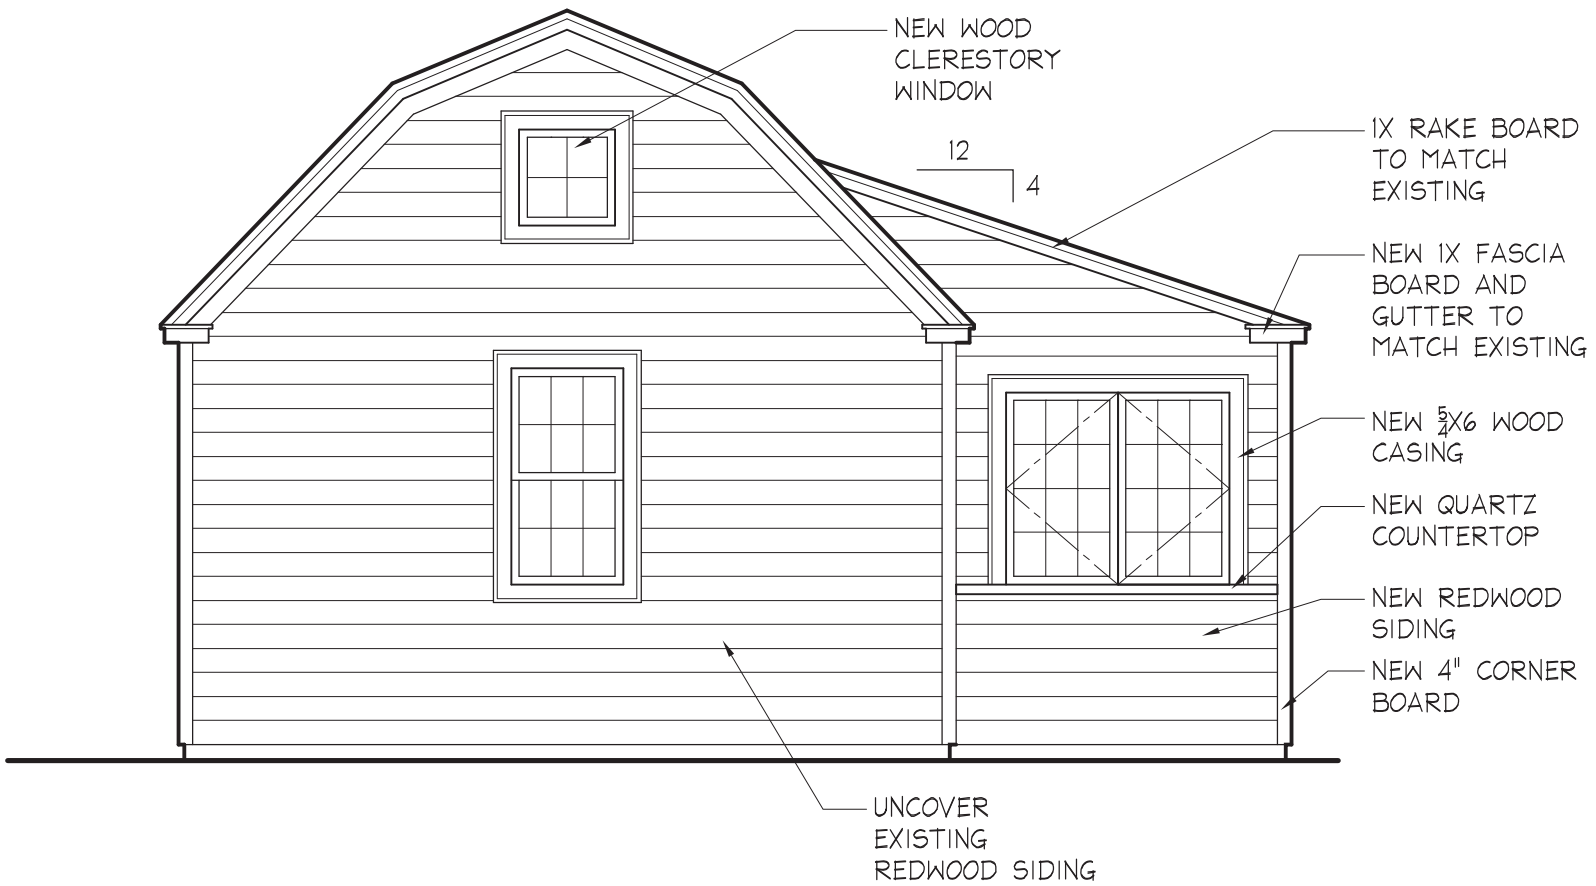 NEW WOOD
CLERESTORY
WINDOW
12
4
1X RAKE BOARD
TO MATCH
EXISTING
NEW 1X FASCIA
BOARD AND
GUTTER TO
MATCH EXISTING
NEW 5/4X6 WOOD
CASING
NEW QUARTZ
COUNTERTOP
NEW REDWOOD
SIDING
NEW 4" CORNER
BOARD
UNCOVER
EXISTING
REDWOOD SIDING